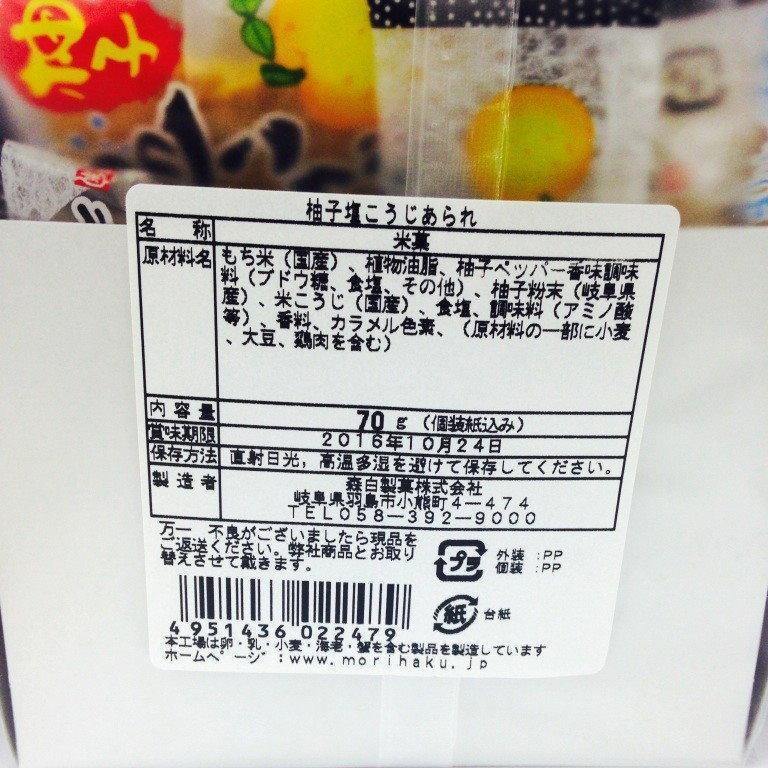 柚子塩こうじあられ
名称 米菓
原材料名 もち米（国産）、植物油脂、柚子ペッパー香味調味
料（ブドウ糖、食塩、その他）、柚子粉末（岐阜県
産）、米こうじ（国産）、食塩、調味料（アミノ酸
等）、香料、カラメル色素、（原材料の一部に小麦
、大豆、鶏肉を含む）
内容量 70g（個装紙込み）
賞味期限 2016年10月24日
保存方法 直射日光，高温多湿を避けて保存してください。
製造者 森白製菓株式会社
岐阜県羽島市小熊町4－474
TEL058－392－9000
万一 不良がございましたら現品を
ご返送ください。弊社商品とお取り
替えさせて戴きます。
プラ 外装 :PP
個装 :PP
紙 台紙
4951436022479
本工場は卵・乳・小麦・海老・蟹を含む製品を製造しています
ホームページ:www.morihaku.jp